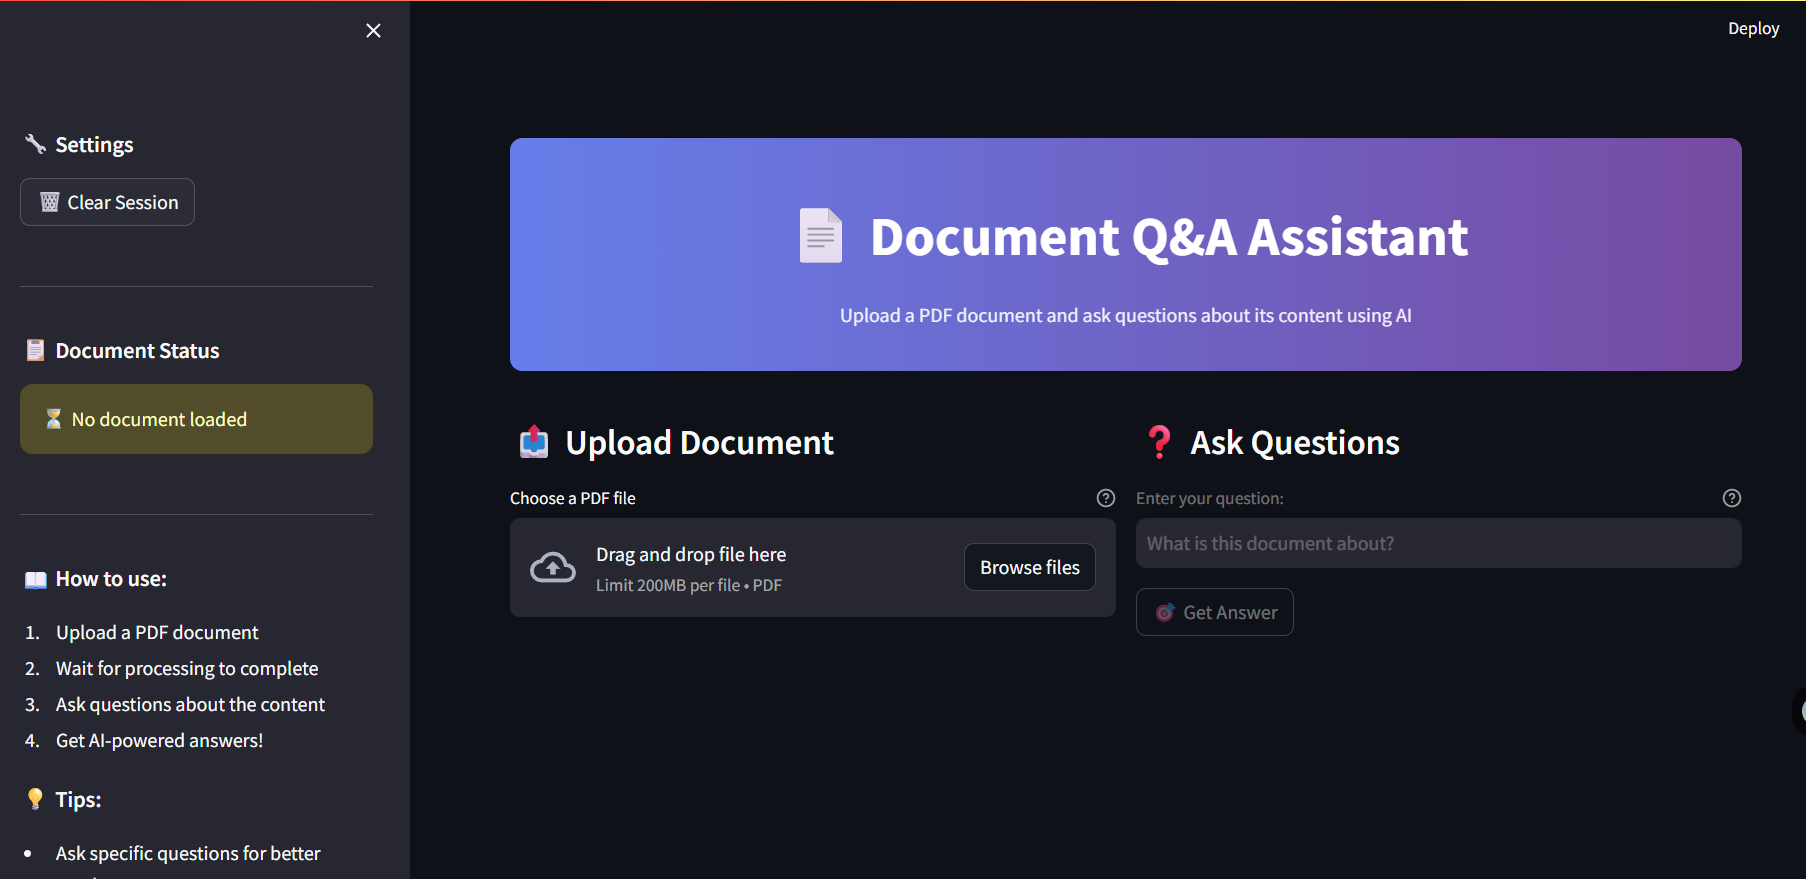 Deploy
Settings
Clear Session
Document Status
No document loaded
How to use:
1. Upload a PDF document
2. Wait for processing to complete
3. Ask questions about the content
4. Get AI-powered answers!
Tips:
• Ask specific questions for better
Document Q&A Assistant
Upload a PDF document and ask questions about its content using AI
Upload Document
Choose a PDF file
Drag and drop file here
Limit 200MB per file • PDF
Browse files
Ask Questions
Enter your question:
What is this document about?
Get Answer